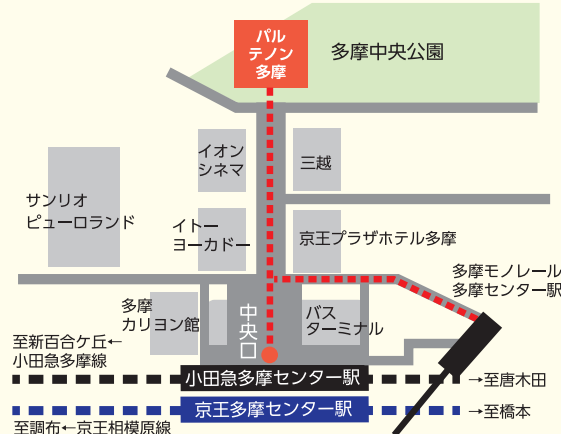 パル
テノン
多摩
多摩中央公園
イオン
シネマ
三越
サンリオ
ピューロランド
イトー
ヨーカドー
京王プラザホテル多摩
多摩モノレール
多摩センター駅
多摩
カリヨン館
中央口
バス
ターミナル
至新百合ケ丘←
小田急多摩線
小田急多摩センター駅
→至唐木田
京王多摩センター駅
→至橋本
至調布←京王相模原線